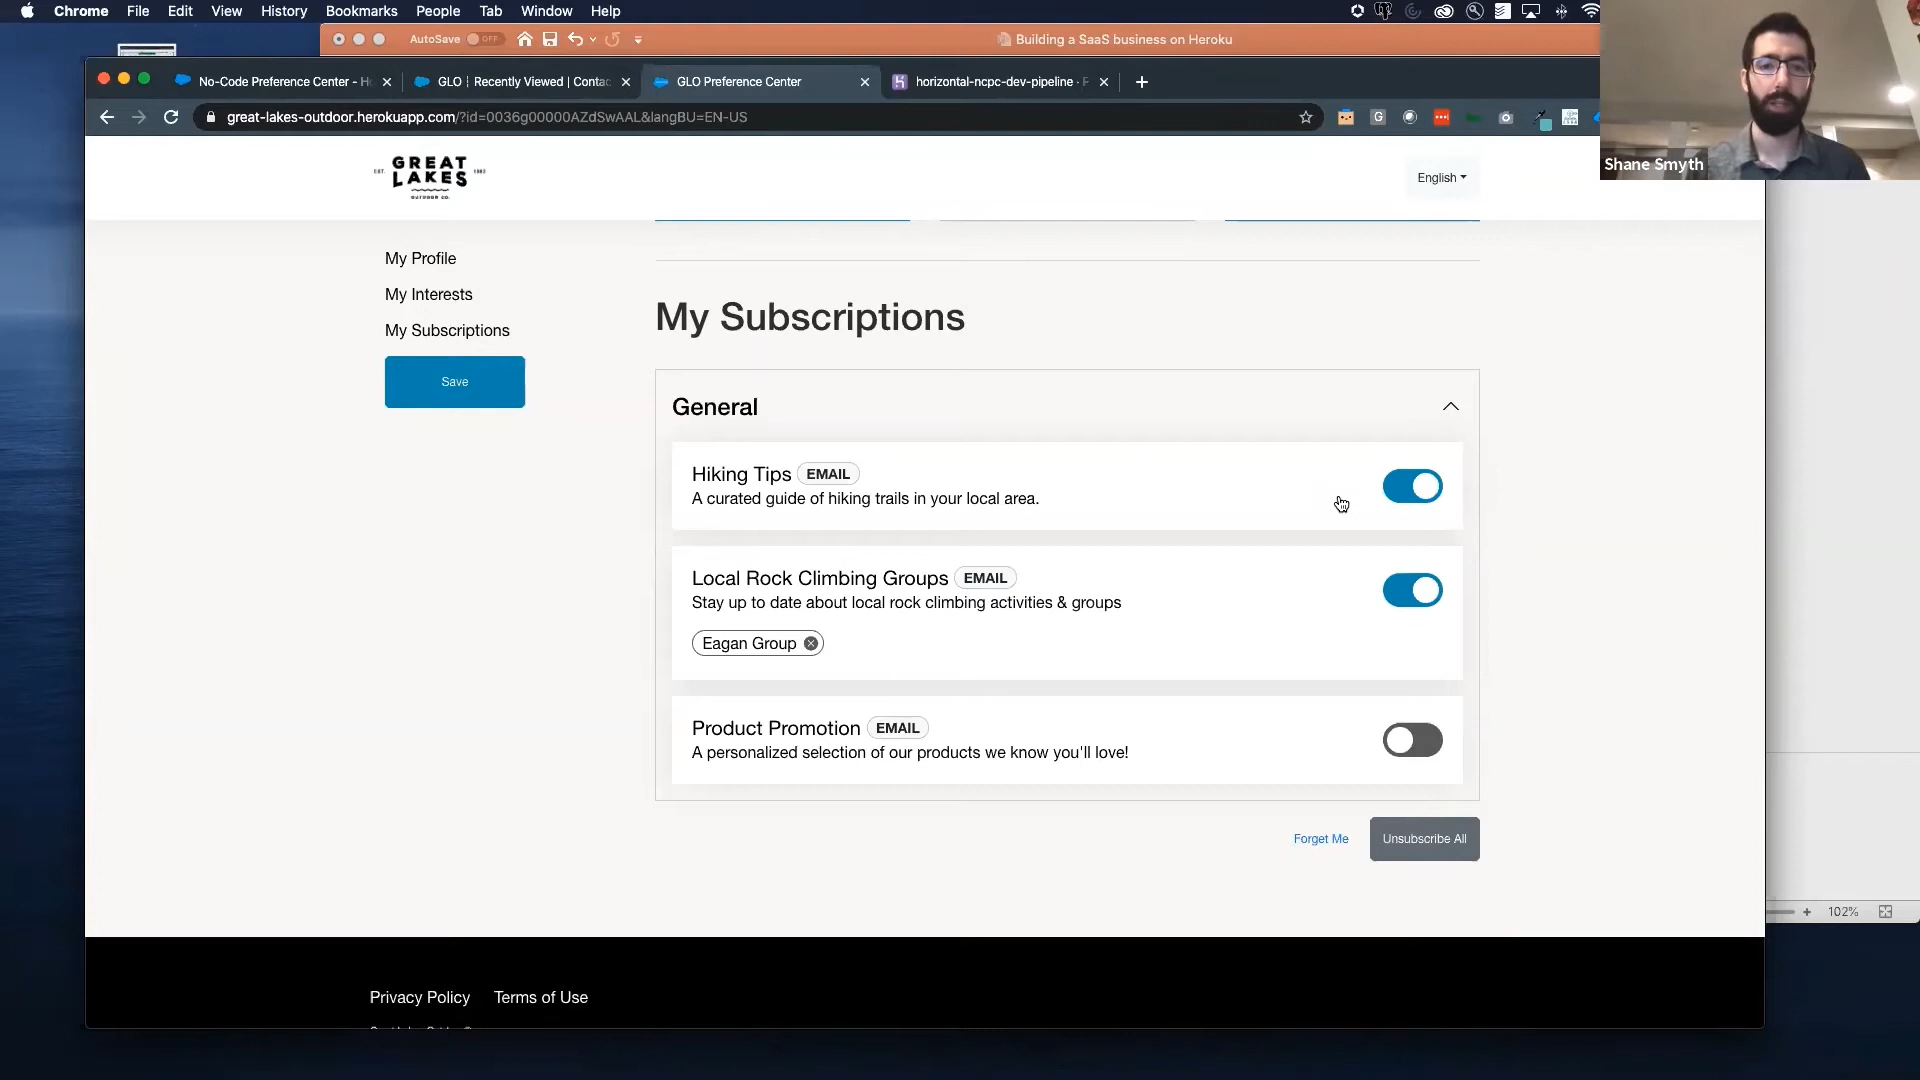 Chrome File Edit View History Bookmarks People Tab Window Help
AutoSave OFF
Building a SaaS business on Heroku
No-Code Preference Center - H
GLO | Recently Viewed | Contac
GLO Preference Center
horizontal-ncpc-dev-pipeline ·
great-lakes-outdoor.herokuapp.com/?id=0036g00000AZdSwAAL&langBU=EN-US
Shane Smyth
EST.
GREAT
LAKES
OUTDOOR CO.
English
My Profile
My Interests
My Subscriptions
Save
My Subscriptions
General
Hiking Tips EMAIL
A curated guide of hiking trails in your local area.
Local Rock Climbing Groups EMAIL
Stay up to date about local rock climbing activities & groups
Eagan Group
Product Promotion EMAIL
A personalized selection of our products we know you'll love!
Forget Me
Unsubscribe All
102%
Privacy Policy Terms of Use